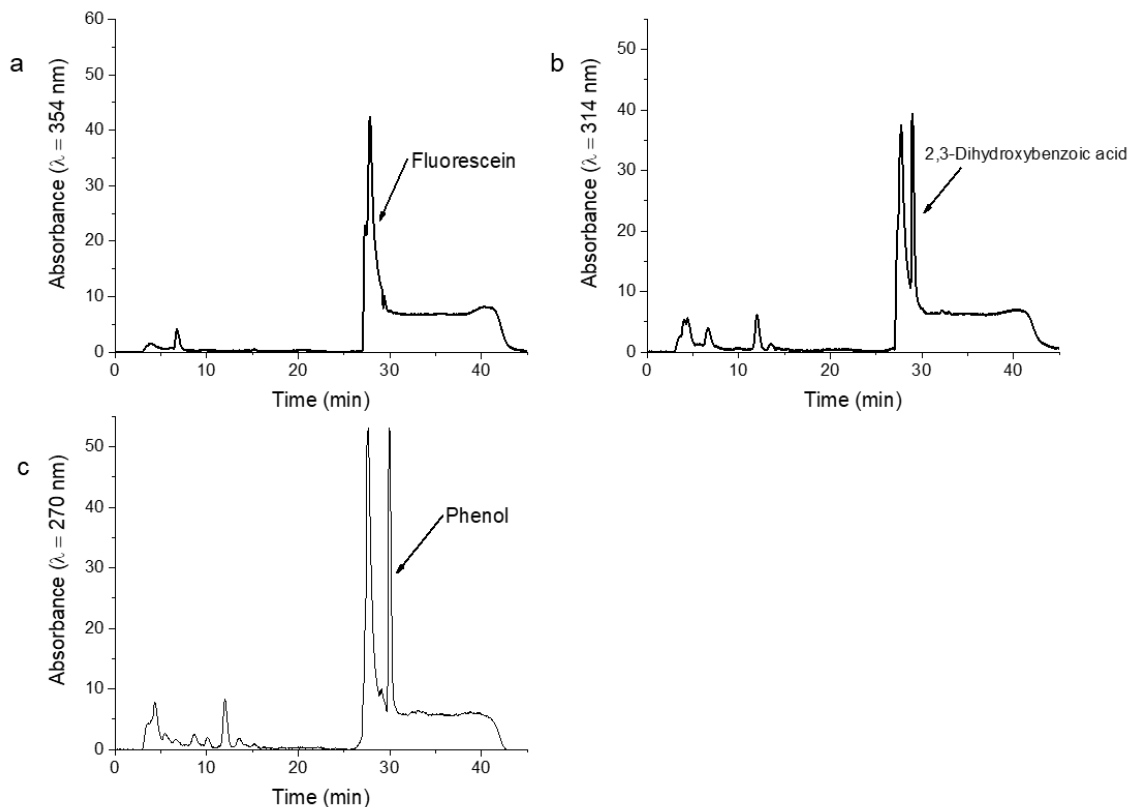 a
Absorbance (λ = 354 nm)
60
50
40
30
20
10
0
Fluorescein
0 10 20 30 40
Time (min)
b
Absorbance (λ = 314 nm)
50
40
30
20
10
0
2,3-Dihydroxybenzoic acid
0 10 20 30 40
Time (min)
c
Absorbance (λ = 270 nm)
50
40
30
20
10
0
Phenol
0 10 20 30 40
Time (min)